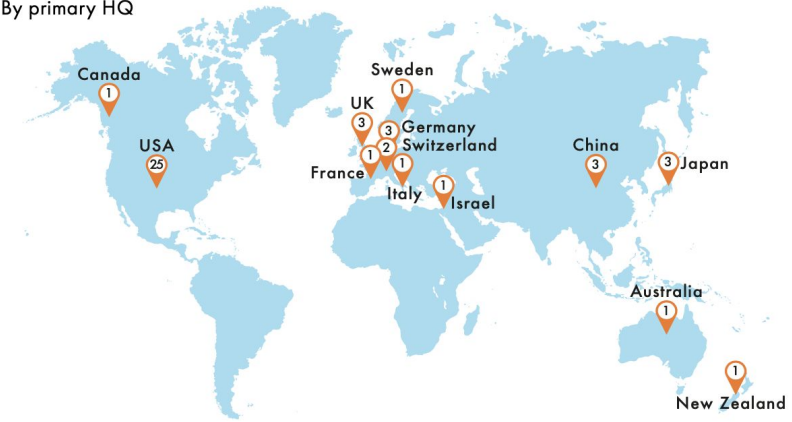 By primary HQ
Canada
1
USA
25
Sweden
1
UK
3
Germany
3
Switzerland
2
France
1
Italy
1
Israel
1
China
3
Japan
3
Australia
1
New Zealand
1